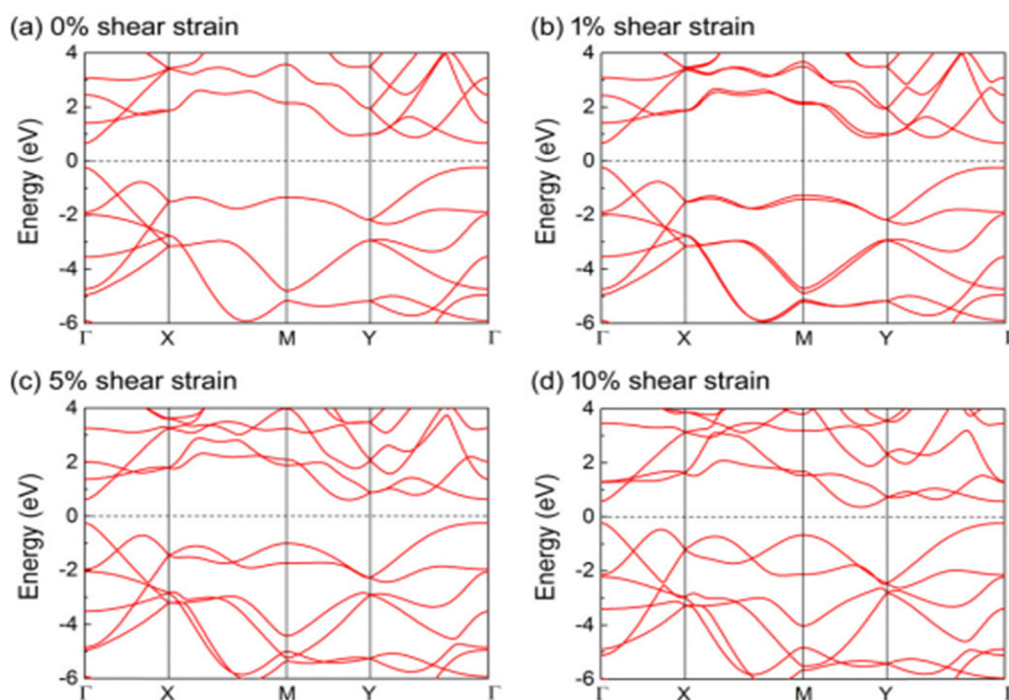 (a) 0% shear strain
(b) 1% shear strain
Energy (eV)
4
2
0
-2
-4
-6
Γ X M Y Γ
Energy (eV)
4
2
0
-2
-4
-6
Γ X M Y Γ
(c) 5% shear strain
(d) 10% shear strain
Energy (eV)
4
2
0
-2
-4
-6
Γ X M Y Γ
Energy (eV)
4
2
0
-2
-4
-6
Γ X M Y